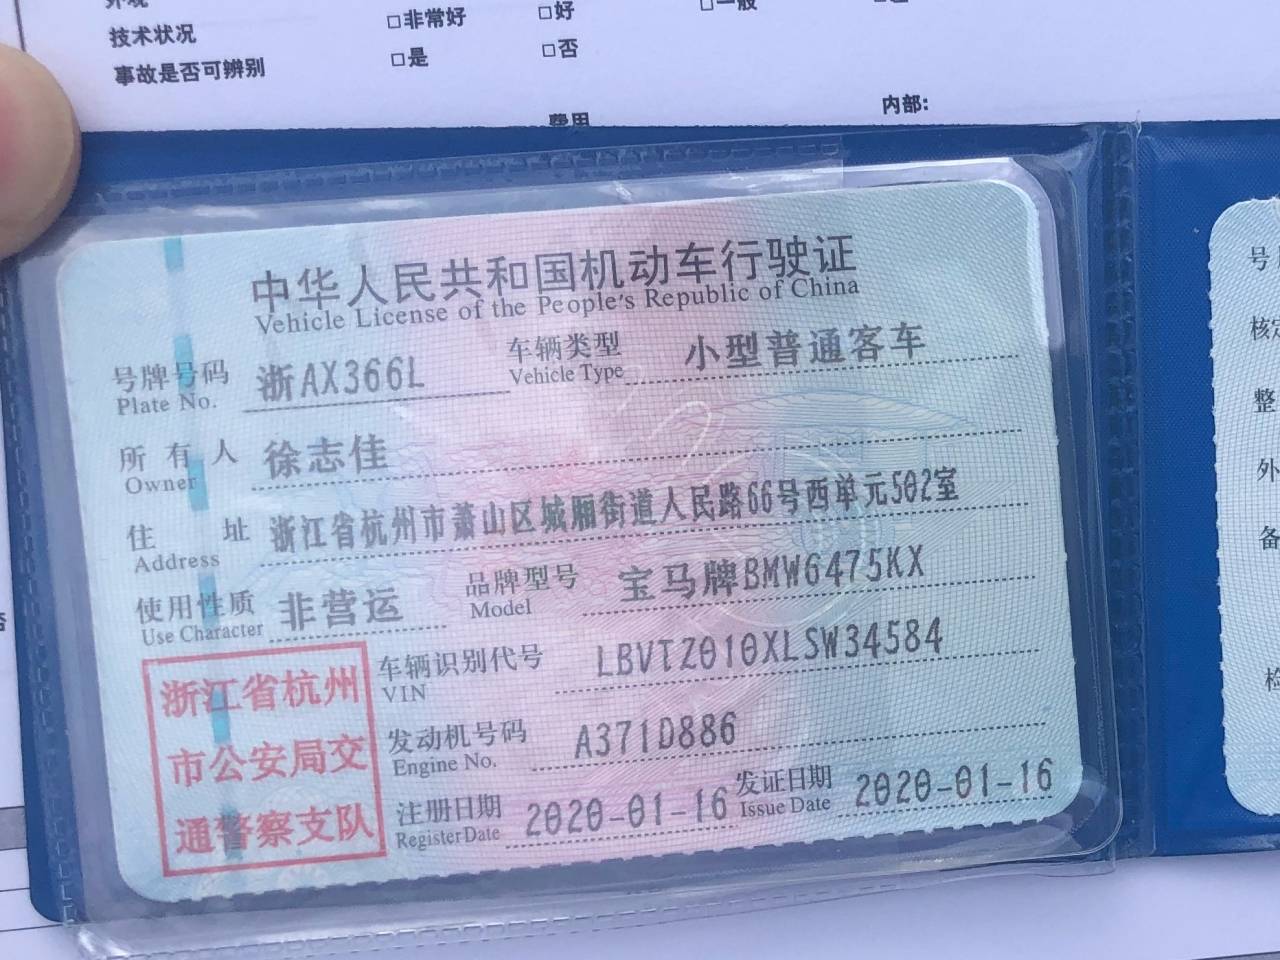 外观
技术状况 □非常好 □好 □一般
事故是否可辨别 □是 □否
费用 内部:
中华人民共和国机动车行驶证
Vehicle License of the People's Republic of China
号牌号码 浙AX366L 车辆类型 小型普通客车
Plate No. Vehicle Type
所有人 徐志佳
Owner
住址 浙江省杭州市萧山区城厢街道人民路66号西单元502室
Address
使用性质 非营运 品牌型号 宝马牌BMW6475KX
Use Character Model
车辆识别代号 LBVTZ010XLSW34584
VIN
发动机号码 A371D886
Engine No.
注册日期 2020-01-16 发证日期 2020-01-16
Register Date Issue Date
浙江省杭州
市公安局交
通警察支队
号
核定
整
外
备
检